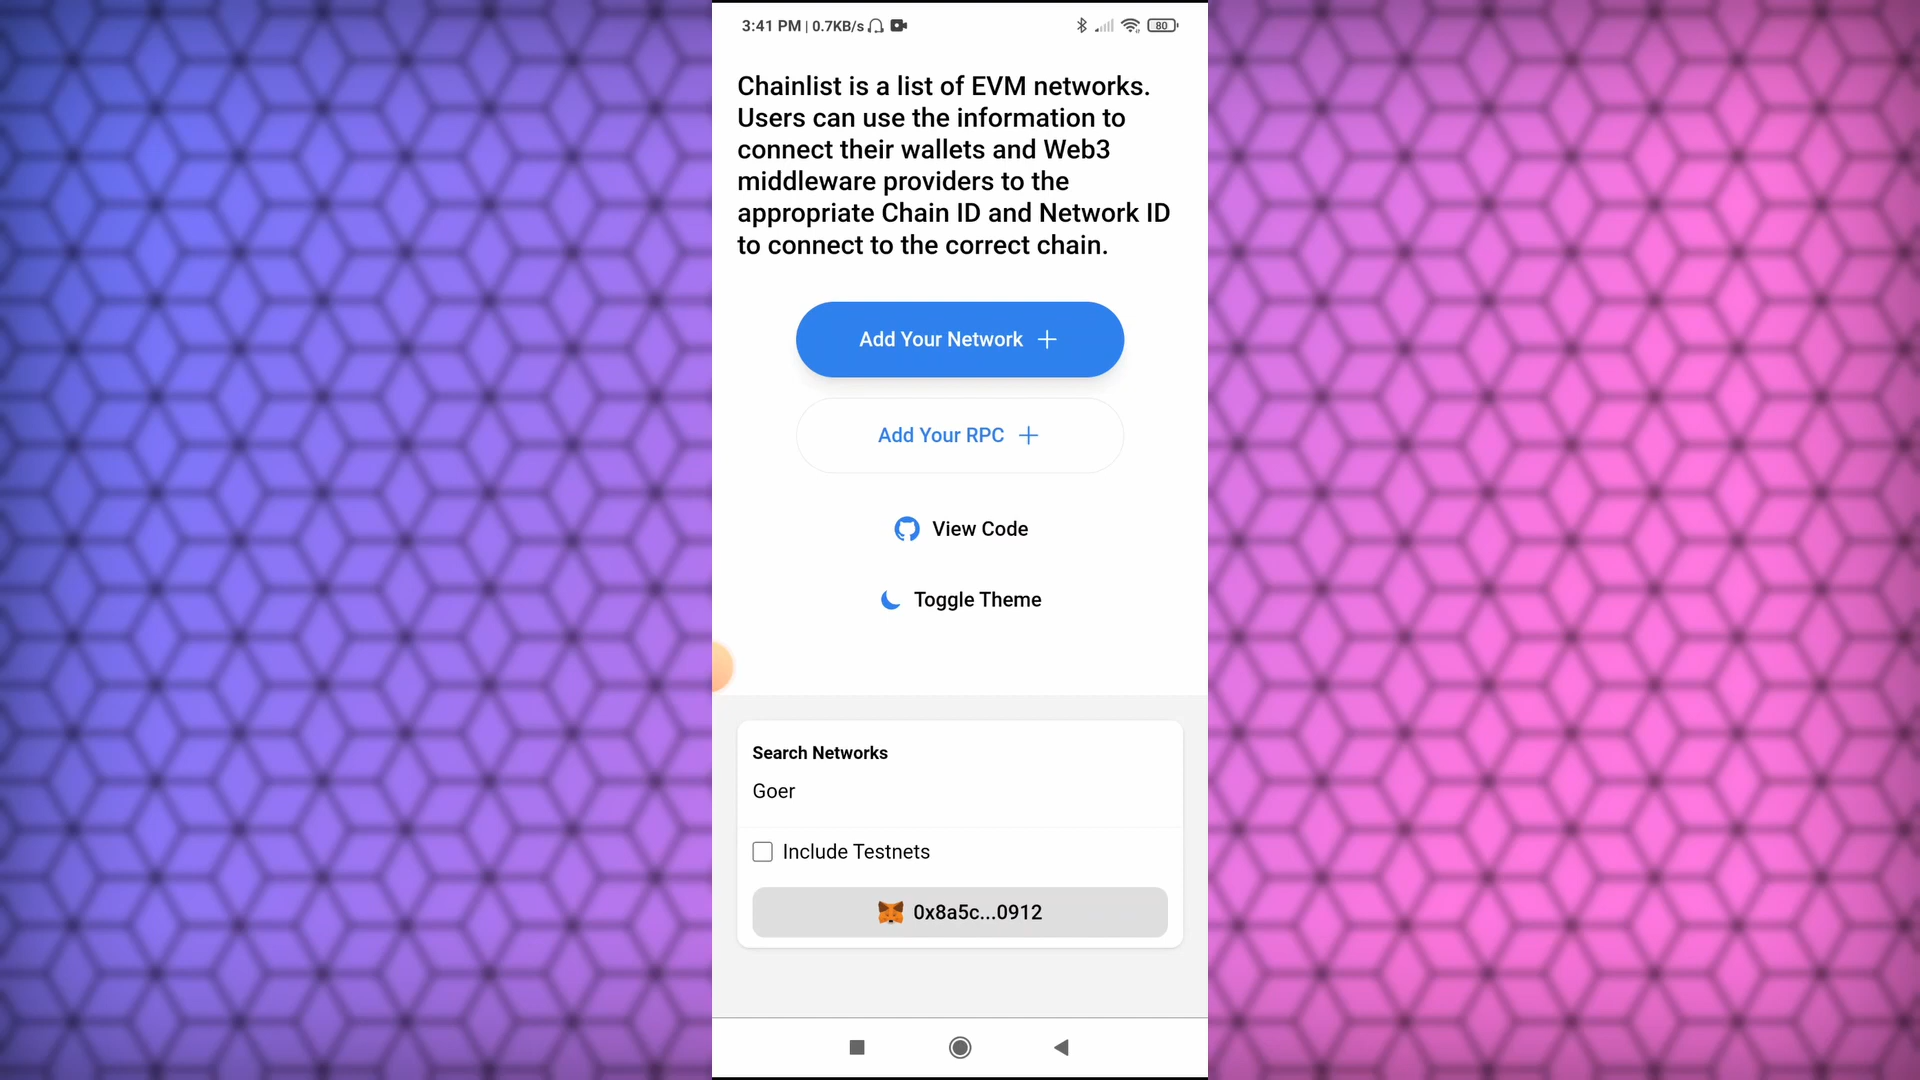 3:41 PM | 0.7KB/s 80
Chainlist is a list of EVM networks.
Users can use the information to
connect their wallets and Web3
middleware providers to the
appropriate Chain ID and Network ID
to connect to the correct chain.
Add Your Network
Add Your RPC
View Code
Toggle Theme
Search Networks
Goer
Include Testnets
0x8a5c...0912